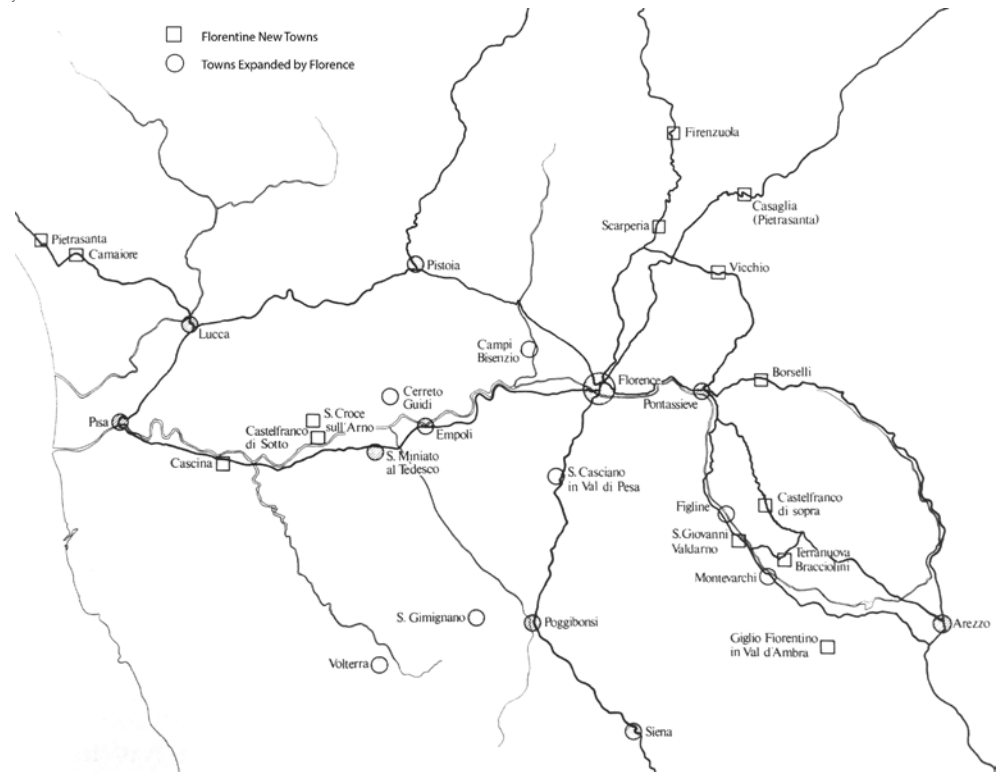 Florentine New Towns
Towns Expanded by Florence
Firenzuola
Casaglia
(Pietrasanta)
Scarperia
Pietrasanta
Camaiore
Pistoia
Vicchio
Lucca
Campi
Bisenzio
Florence
Borselli
Pontassieve
Cerreto
Guidi
Pisa
S. Croce
sull'Arno
Castelfranco
di Sotto
Empoli
Cascina
S. Miniato
al Tedesco
S. Casciano
in Val di Pesa
Castelfranco
di sopra
Figline
S. Giovanni
Valdarno
Terranuova
Bracciolini
Montevarchi
S. Gimignano
Poggibonsi
Arezzo
Giglio Fiorentino
in Val d'Ambra
Volterra
Siena